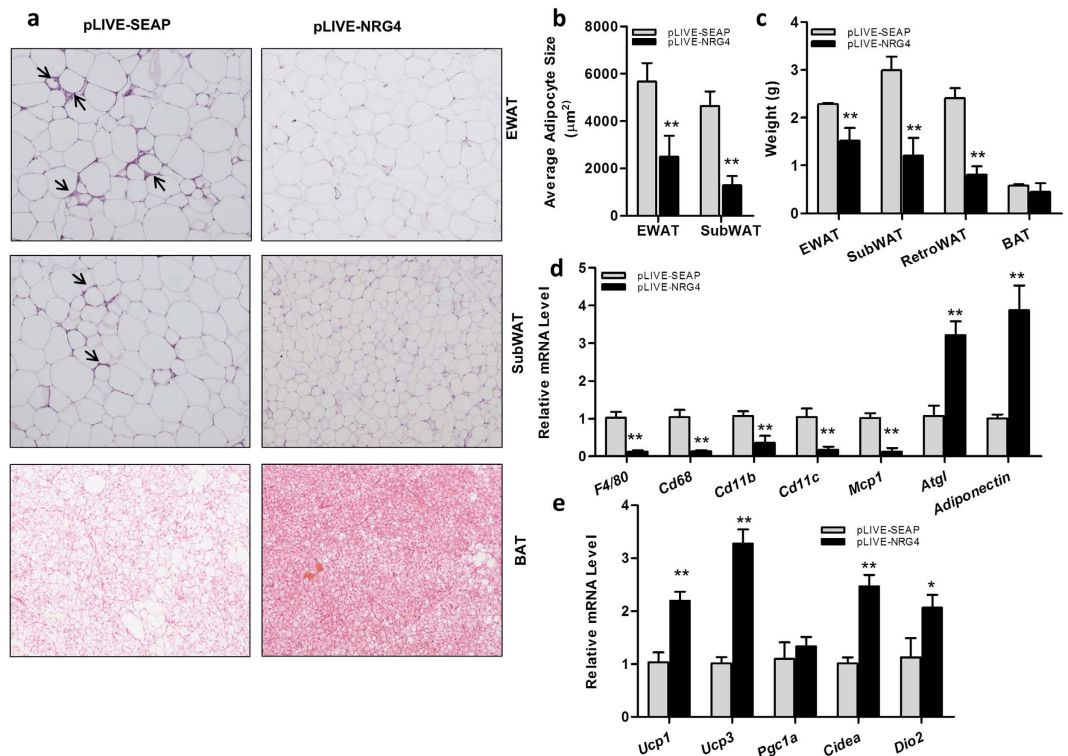 a
pLIVE-SEAP
pLIVE-NRG4
EWAT
SubWAT
BAT
b
pLIVE-SEAP
pLIVE-NRG4
Average Adipocyte Size
(μm²)
8000
6000
4000
2000
0
**
**
EWAT
SubWAT
c
pLIVE-SEAP
pLIVE-NRG4
Weight (g)
4
3
2
1
0
**
**
**
EWAT
SubWAT
RetroWAT
BAT
d
pLIVE-SEAP
pLIVE-NRG4
Relative mRNA Level
5
4
3
2
1
0
**
**
**
**
**
**
**
F4/80
Cd68
Cd11b
Cd11c
Mcp1
Atgl
Adiponectin
e
pLIVE-SEAP
pLIVE-NRG4
Relative mRNA Level
4
3
2
1
0
**
**
**
*
Ucp1
Ucp3
Pgc1a
Cidea
Dio2